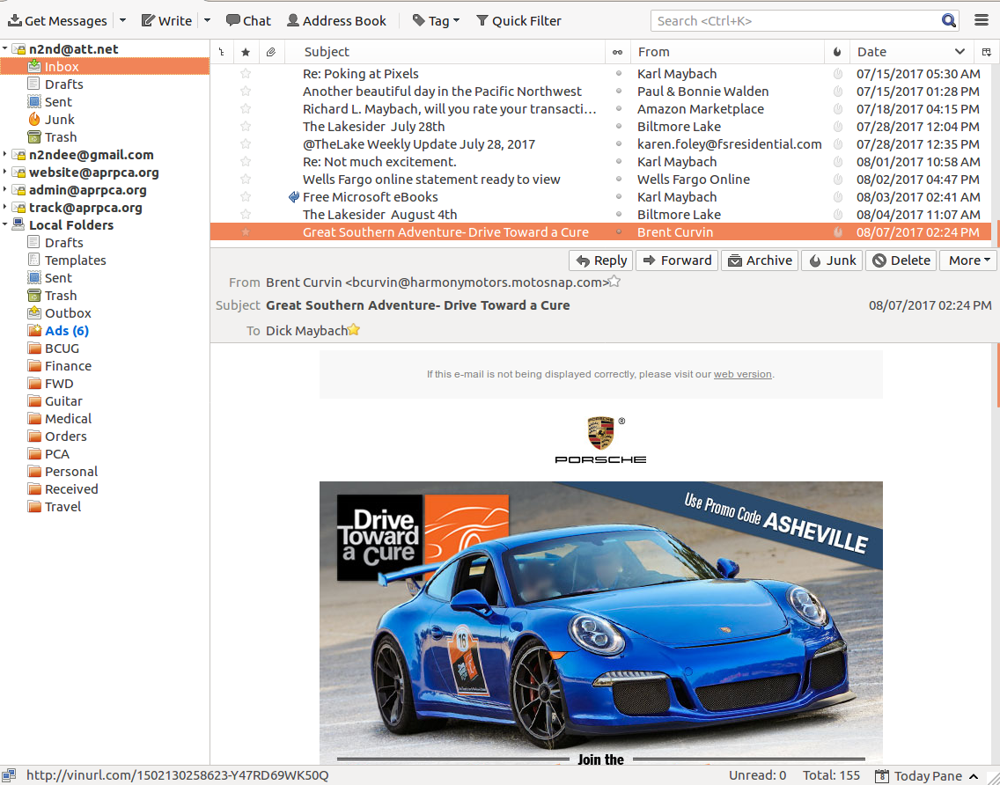 Get Messages Write Chat Address Book Tag Quick Filter Search <Ctrl+K>
n2nd@att.net
Inbox
Drafts
Sent
Junk
Trash
n2ndee@gmail.com
website@aprpca.org
admin@aprpca.org
track@aprpca.org
Local Folders
Drafts
Templates
Sent
Trash
Outbox
Ads (6)
BCUG
Finance
FWD
Guitar
Medical
Orders
PCA
Personal
Received
Travel
Subject From Date
Re: Poking at Pixels Karl Maybach 07/15/2017 05:30 AM
Another beautiful day in the Pacific Northwest Paul & Bonnie Walden 07/15/2017 01:28 PM
Richard L. Maybach, will you rate your transacti... Amazon Marketplace 07/18/2017 04:15 PM
The Lakesider July 28th Biltmore Lake 07/28/2017 12:04 PM
@TheLake Weekly Update July 28, 2017 karen.foley@fsresidential.com 07/28/2017 12:35 PM
Re: Not much excitement. Karl Maybach 08/01/2017 10:58 AM
Wells Fargo online statement ready to view Wells Fargo Online 08/02/2017 04:47 PM
Free Microsoft eBooks Karl Maybach 08/03/2017 02:41 AM
The Lakesider August 4th Biltmore Lake 08/04/2017 11:07 AM
Great Southern Adventure- Drive Toward a Cure Brent Curvin 08/07/2017 02:24 PM
Reply Forward Archive Junk Delete More
From Brent Curvin <bcurvin@harmonymotors.motosnap.com>
Subject Great Southern Adventure- Drive Toward a Cure 08/07/2017 02:24 PM
To Dick Maybach
If this e-mail is not being displayed correctly, please visit our web version.
®
PORSCHE
Drive
Toward
a Cure
Use Promo Code ASHEVILLE
16
Join the
http://vinurl.com/1502130258623-Y47RD69WK50Q Unread: 0 Total: 155 8 Today Pane